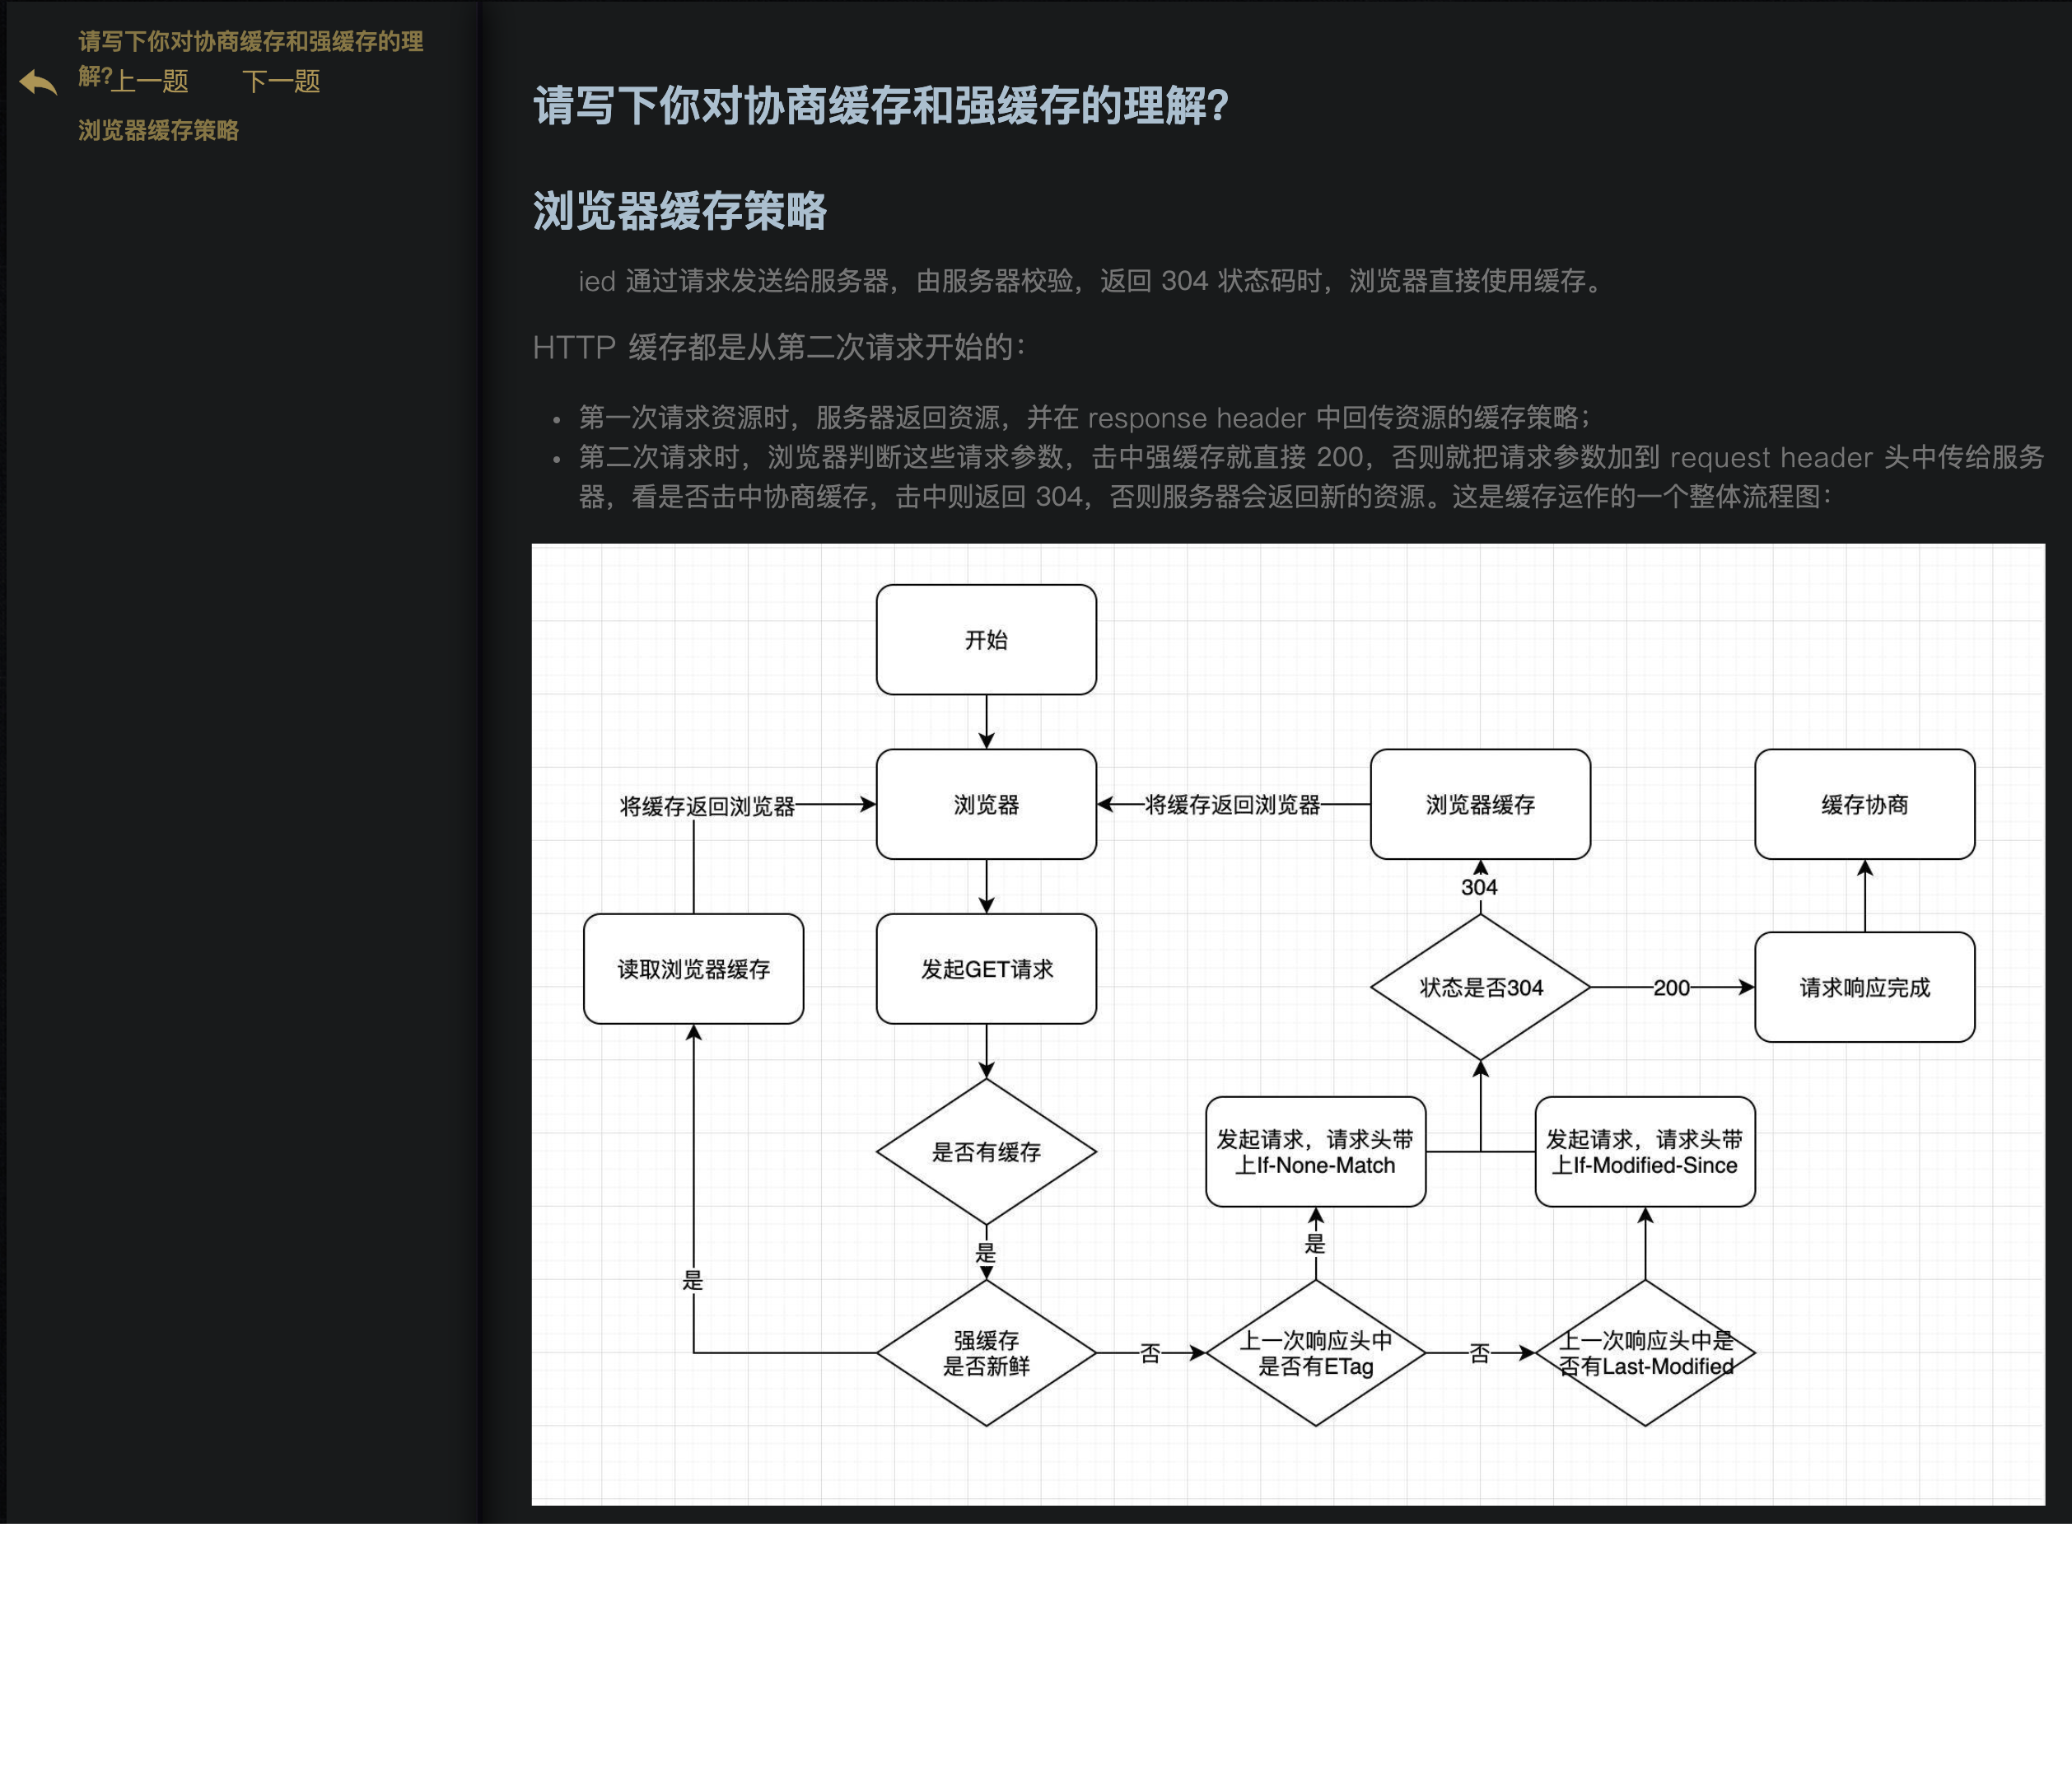 请写下你对协商缓存和强缓存的理
解?上一题 下一题
浏览器缓存策略
请写下你对协商缓存和强缓存的理解?
浏览器缓存策略
ied 通过请求发送给服务器，由服务器校验，返回 304 状态码时，浏览器直接使用缓存。
HTTP 缓存都是从第二次请求开始的：
• 第一次请求资源时，服务器返回资源，并在 response header 中回传资源的缓存策略；
• 第二次请求时，浏览器判断这些请求参数，击中强缓存就直接 200，否则就把请求参数加到 request header 头中传给服务
器，看是否击中协商缓存，击中则返回 304，否则服务器会返回新的资源。这是缓存运作的一个整体流程图：
开始
将缓存返回浏览器
浏览器
将缓存返回浏览器
浏览器缓存
缓存协商
304
读取浏览器缓存
发起GET请求
状态是否304
200
请求响应完成
是否有缓存
发起请求，请求头带
上If-None-Match
发起请求，请求头带
上If-Modified-Since
是
是
是
强缓存
是否新鲜
否
上一次响应头中
是否有ETag
否
上一次响应头中是
否有Last-Modified